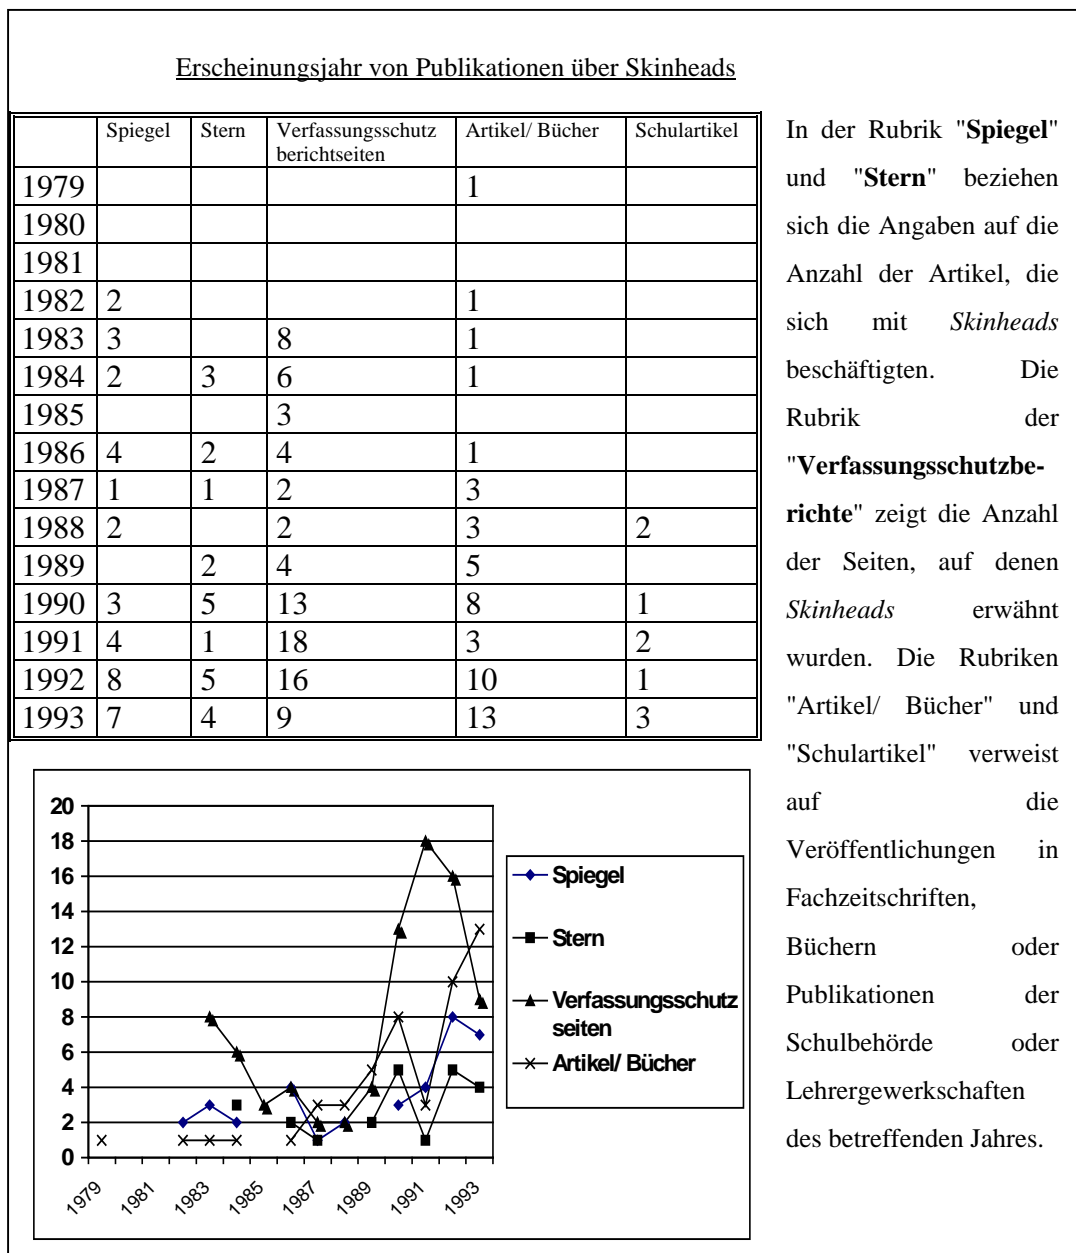 Erscheinungsjahr von Publikationen über Skinheads
Spiegel Stern Verfassungsschutz berichtseiten Artikel/ Bücher Schulartikel
1979 1
1980
1981
1982 2 1
1983 3 8 1
1984 2 3 6 1
1985 3
1986 4 2 4 1
1987 1 1 2 3
1988 2 2 3 2
1989 2 4 5
1990 3 5 13 8 1
1991 4 1 18 3 2
1992 8 5 16 10 1
1993 7 4 9 13 3
In der Rubrik "Spiegel"
und "Stern" beziehen
sich die Angaben auf die
Anzahl der Artikel, die
sich mit Skinheads
beschäftigten. Die
Rubrik der
"Verfassungsschutzbe-
richte" zeigt die Anzahl
der Seiten, auf denen
Skinheads erwähnt
wurden. Die Rubriken
"Artikel/ Bücher" und
"Schulartikel" verweist
auf die
Veröffentlichungen in
Fachzeitschriften,
Büchern oder
Publikationen der
Schulbehörde oder
Lehrergewerkschaften
des betreffenden Jahres.
20
18
16
14
12
10
8
6
4
2
0
1979
1981
1983
1985
1987
1989
1991
1993
Spiegel
Stern
Verfassungsschutz
seiten
Artikel/ Bücher